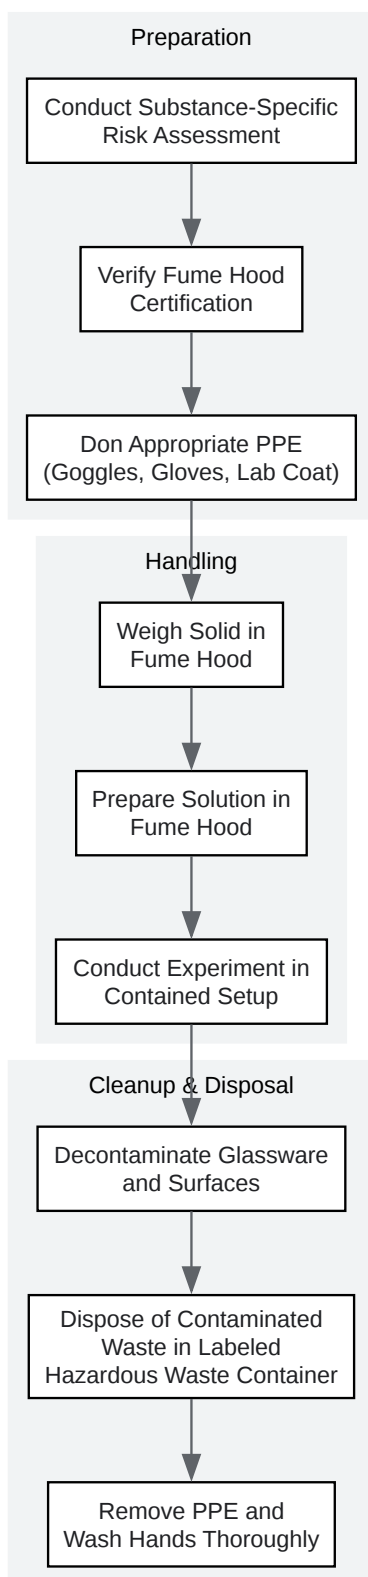 Preparation
Conduct Substance-Specific
Risk Assessment
Verify Fume Hood
Certification
Don Appropriate PPE
(Goggles, Gloves, Lab Coat)
Handling
Weigh Solid in
Fume Hood
Prepare Solution in
Fume Hood
Conduct Experiment in
Contained Setup
Cleanup & Disposal
Decontaminate Glassware
and Surfaces
Dispose of Contaminated
Waste in Labeled
Hazardous Waste Container
Remove PPE and
Wash Hands Thoroughly